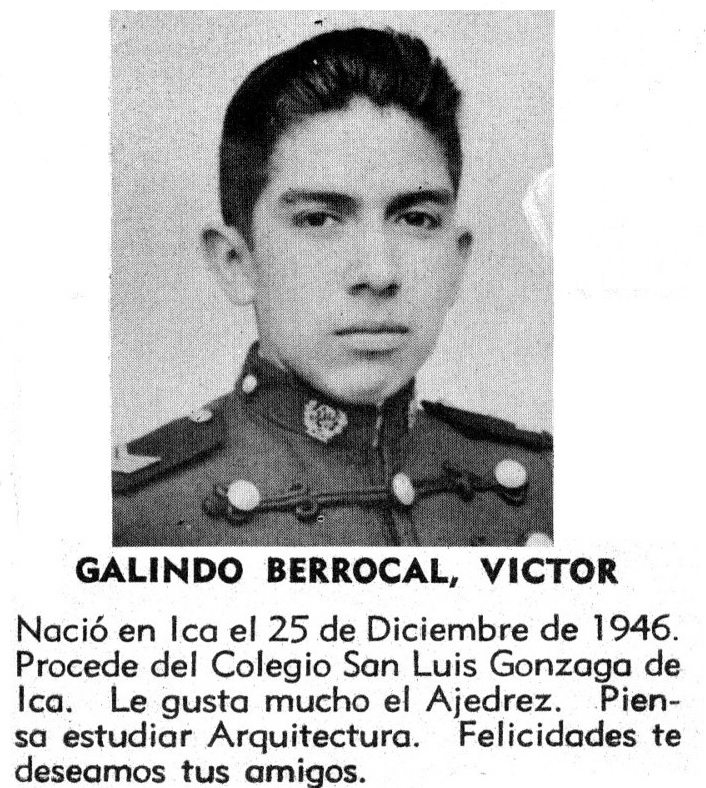 GALINDO BERROCAL, VICTOR
Nació en Ica el 25 de Diciembre de 1946.
Procede del Colegio San Luis Gonzaga de
Ica. Le gusta mucho el Ajedrez. Pien-
sa estudiar Arquitectura. Felicidades te
deseamos tus amigos.